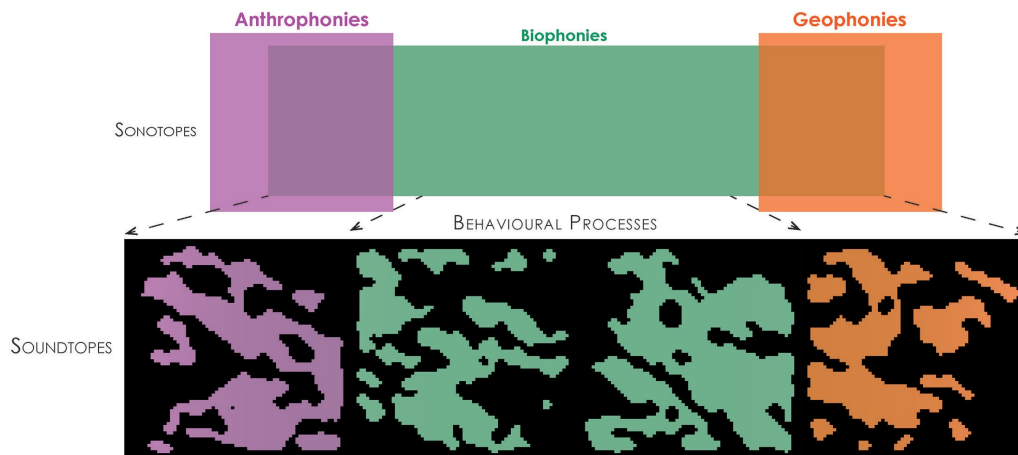 Anthrophonies
Biophonies
Geophonies
Sonotopes
Behavioural Processes
Soundtopes